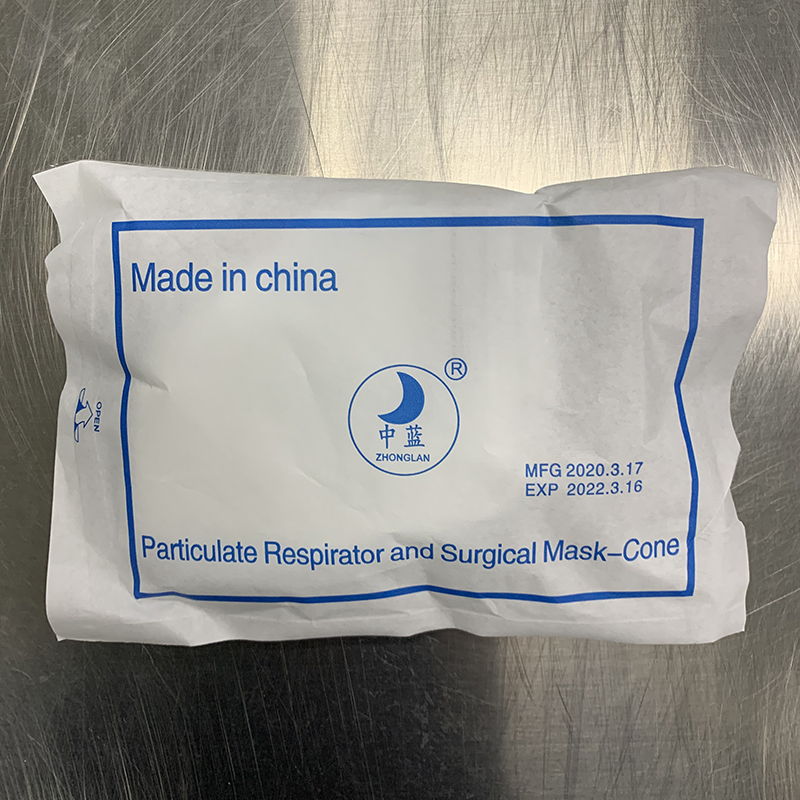 Made in china
®
中蓝
ZHONGLAN
OPEN
MFG 2020.3.17
EXP 2022.3.16
Particulate Respirator and Surgical Mask–Cone